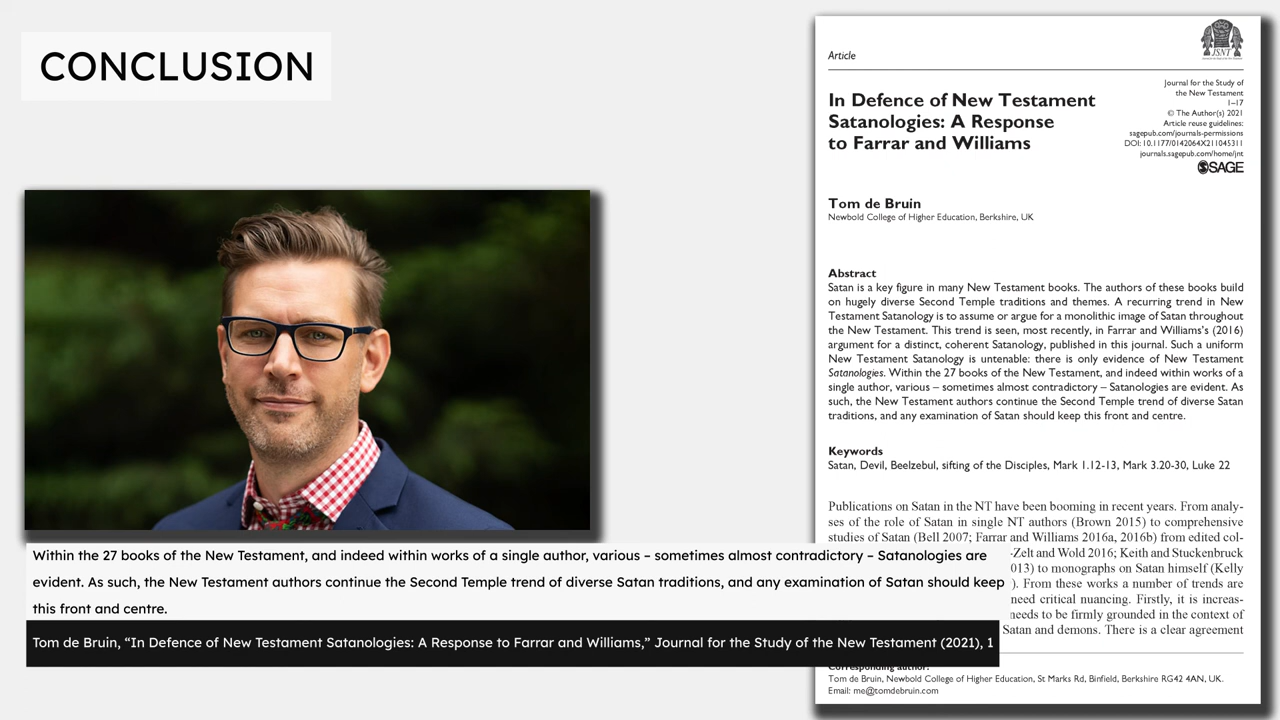 CONCLUSION
Within the 27 books of the New Testament, and indeed within works of a single author, various – sometimes almost contradictory – Satanologies are
evident. As such, the New Testament authors continue the Second Temple trend of diverse Satan traditions, and any examination of Satan should keep
this front and centre.
Tom de Bruin, “In Defence of New Testament Satanologies: A Response to Farrar and Williams,” Journal for the Study of the New Testament (2021), 1
Article
JSNT
Journal for the Study of
the New Testament
1–17
© The Author(s) 2021
Article reuse guidelines:
sagepub.com/journals-permissions
DOI: 10.1177/0142064X211045311
journals.sagepub.com/home/jnt
SAGE
In Defence of New Testament
Satanologies: A Response
to Farrar and Williams
Tom de Bruin
Newbold College of Higher Education, Berkshire, UK
Abstract
Satan is a key figure in many New Testament books. The authors of these books build
on hugely diverse Second Temple traditions and themes. A recurring trend in New
Testament Satanology is to assume or argue for a monolithic image of Satan throughout
the New Testament. This trend is seen, most recently, in Farrar and Williams’s (2016)
argument for a distinct, coherent Satanology, published in this journal. Such a uniform
New Testament Satanology is untenable: there is only evidence of New Testament
Satanologies. Within the 27 books of the New Testament, and indeed within works of a
single author, various – sometimes almost contradictory – Satanologies are evident. As
such, the New Testament authors continue the Second Temple trend of diverse Satan
traditions, and any examination of Satan should keep this front and centre.
Keywords
Satan, Devil, Beelzebul, sifting of the Disciples, Mark 1.12-13, Mark 3.20-30, Luke 22
Publications on Satan in the NT have been booming in recent years. From analy-
ses of the role of Satan in single NT authors (Brown 2015) to comprehensive
studies of Satan (Bell 2007; Farrar and Williams 2016a, 2016b) from edited col-
-Zelt and Wold 2016; Keith and Stuckenbruck
013) to monographs on Satan himself (Kelly
). From these works a number of trends are
need critical nuancing. Firstly, it is increas-
needs to be firmly grounded in the context of
Satan and demons. There is a clear agreement
Corresponding author:
Tom de Bruin, Newbold College of Higher Education, St Marks Rd, Binfield, Berkshire RG42 4AN, UK.
Email: me@tomdebruin.com